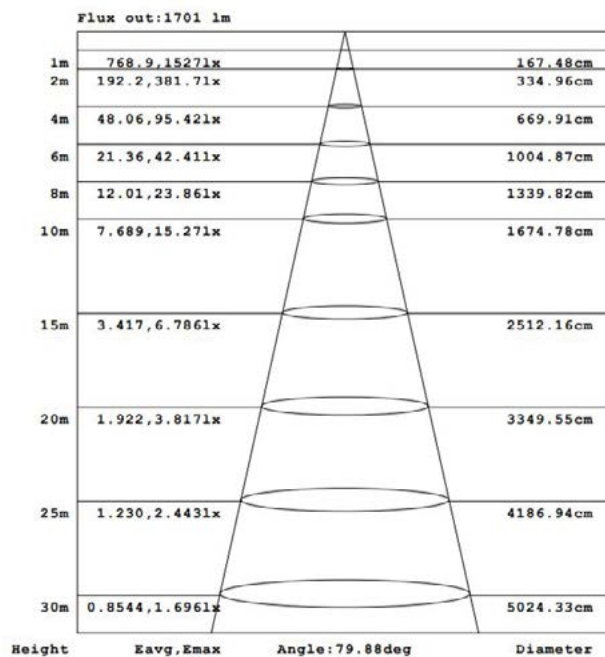 Flux out:1701 lm
1m 768.9,1527lx 167.48cm
2m 192.2,381.7lx 334.96cm
4m 48.06,95.42lx 669.91cm
6m 21.36,42.41lx 1004.87cm
8m 12.01,23.86lx 1339.82cm
10m 7.689,15.27lx 1674.78cm
15m 3.417,6.786lx 2512.16cm
20m 1.922,3.817lx 3349.55cm
25m 1.230,2.443lx 4186.94cm
30m 0.8544,1.696lx 5024.33cm
Height Eavg,Emax Angle:79.88deg Diameter